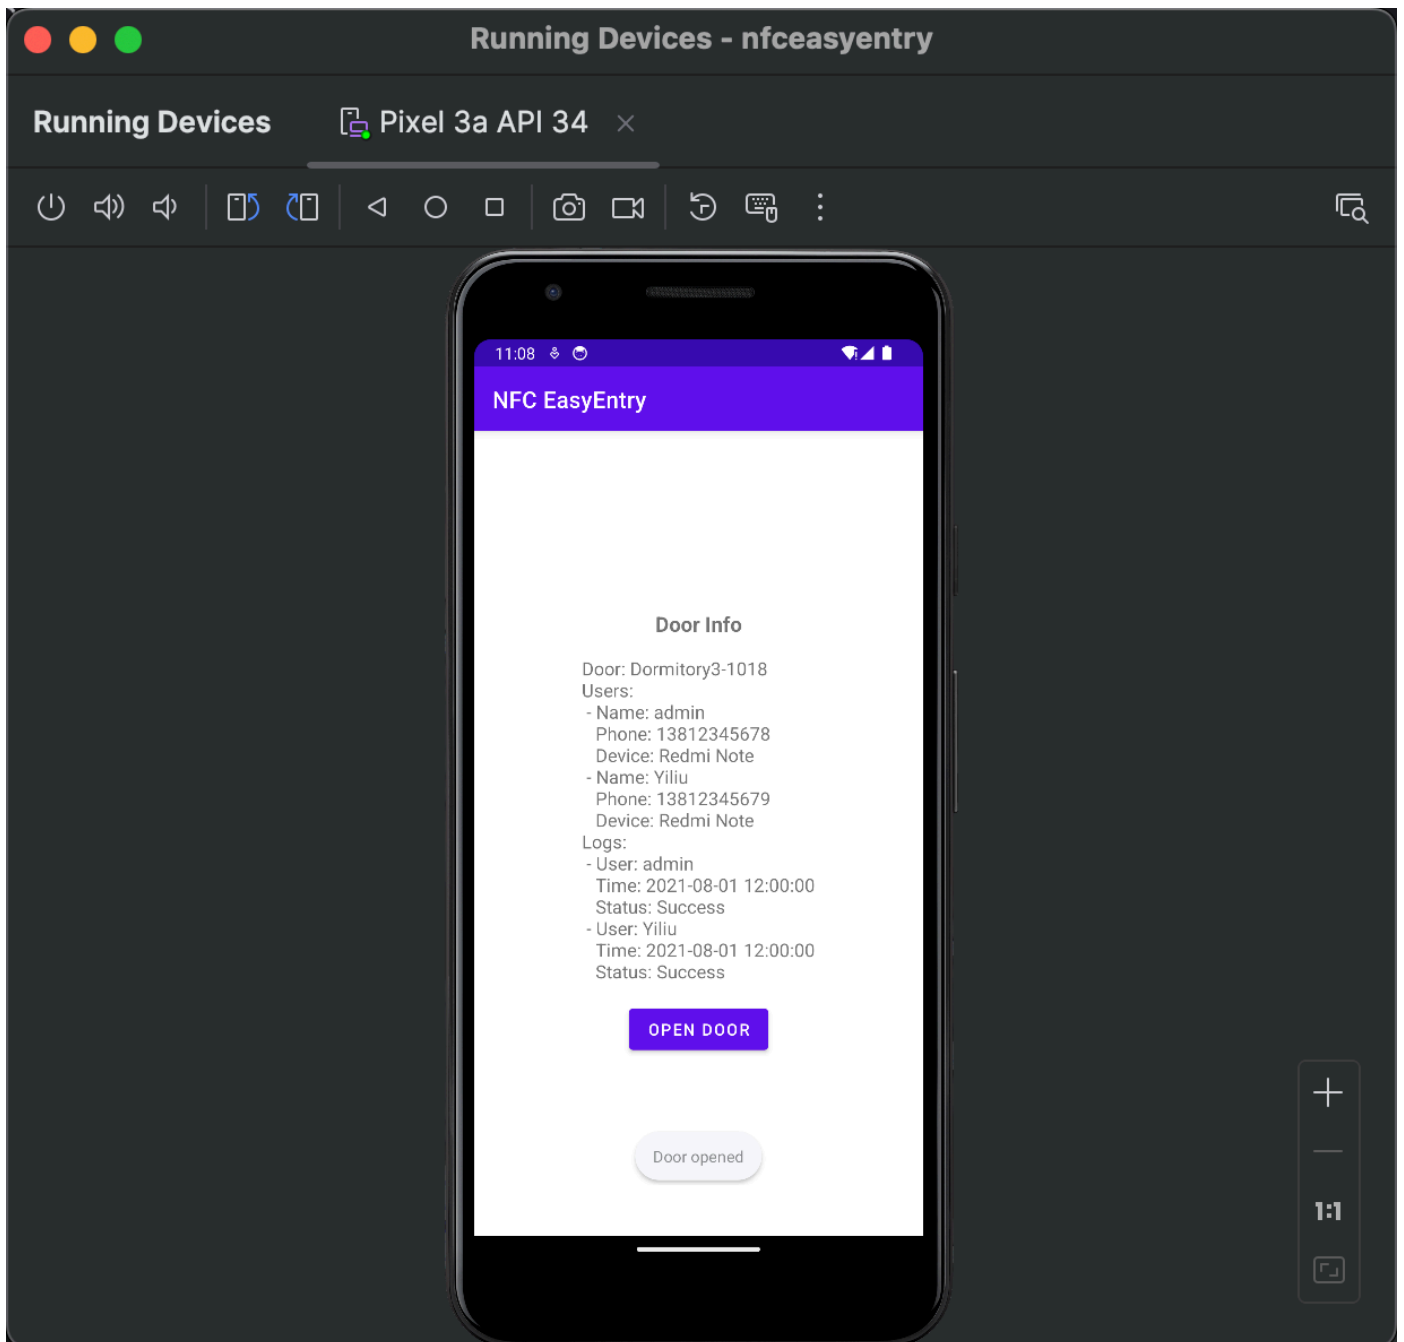 Running Devices - nfceasyentry
Running Devices
Pixel 3a API 34
11:08
NFC EasyEntry
Door Info
Door: Dormitory3-1018
Users:
- Name: admin
Phone: 13812345678
Device: Redmi Note
- Name: Yiliu
Phone: 13812345679
Device: Redmi Note
Logs:
- User: admin
Time: 2021-08-01 12:00:00
Status: Success
- User: Yiliu
Time: 2021-08-01 12:00:00
Status: Success
OPEN DOOR
Door opened
1:1